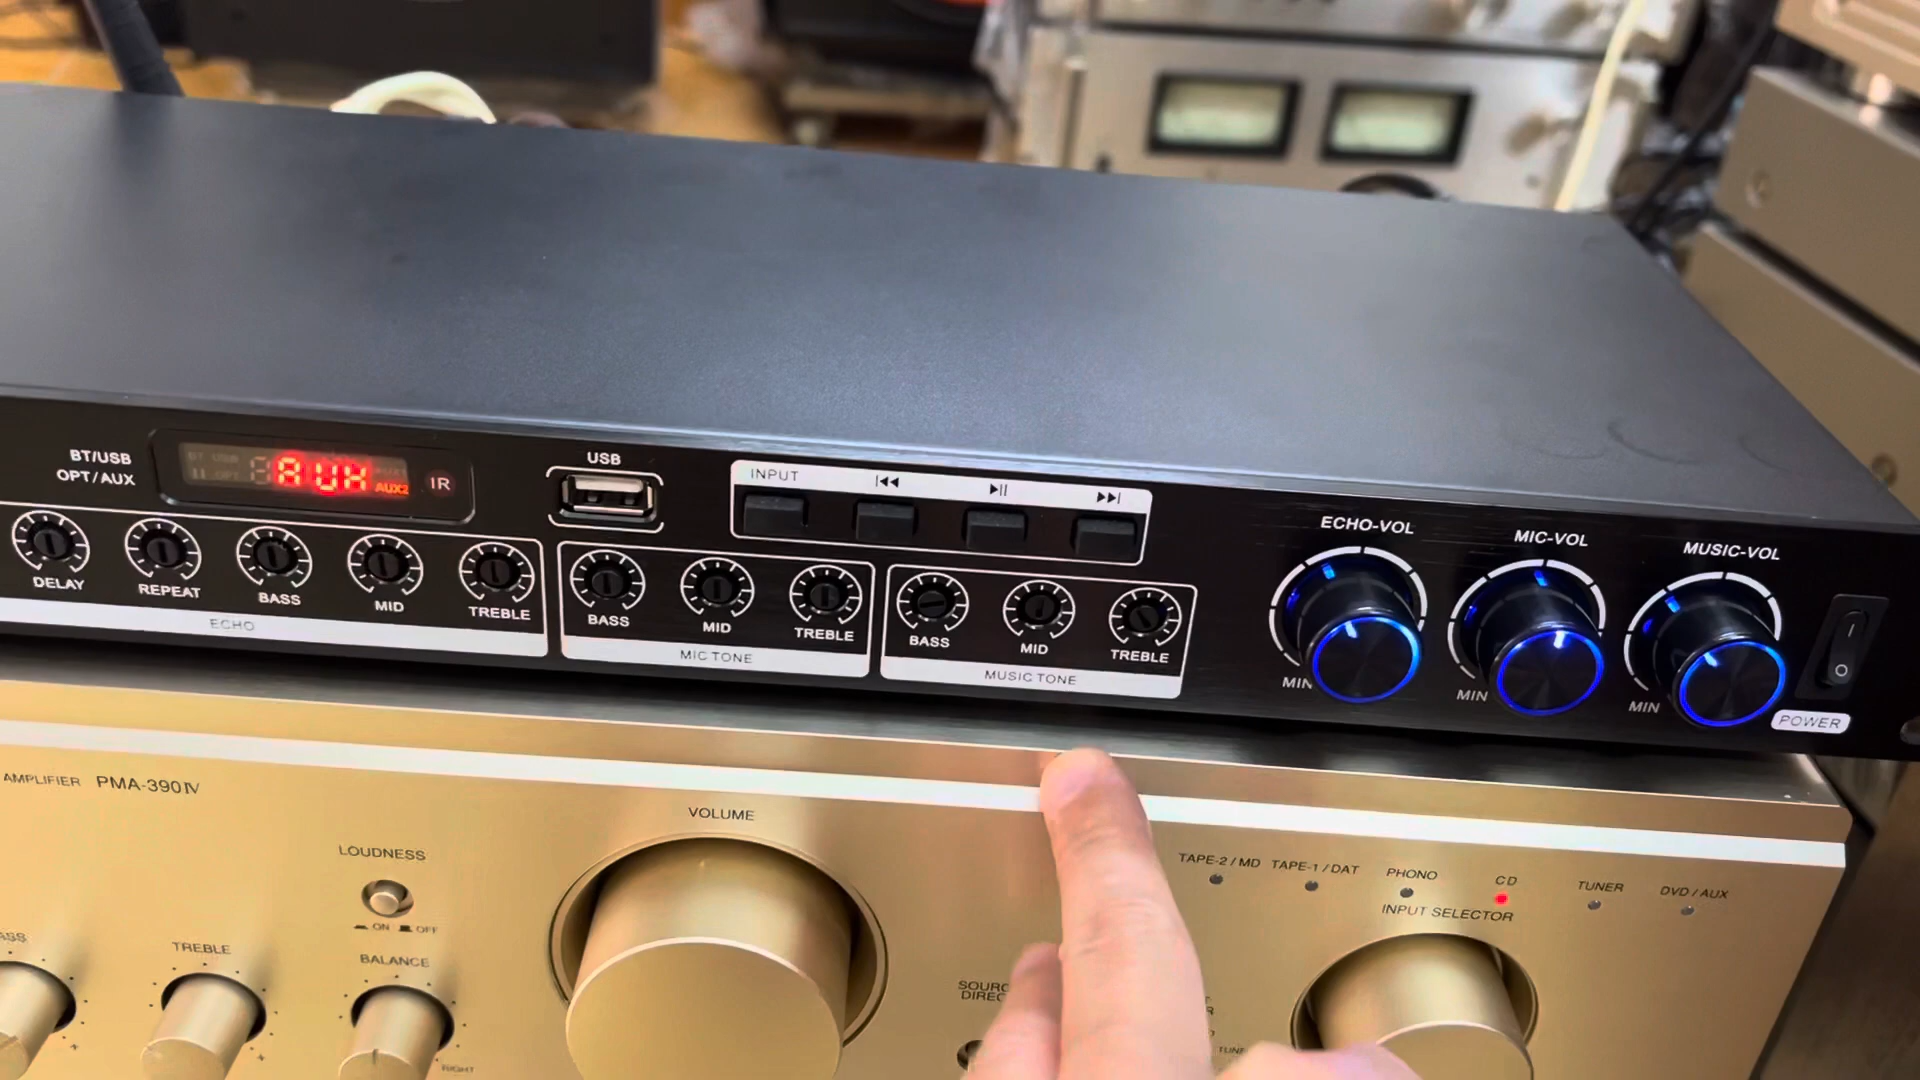 BT/USB
OPT/AUX
AUX
AUX2
IR
USB
INPUT
ECHO-VOL
MIC-VOL
MUSIC-VOL
DELAY
REPEAT
BASS
MID
TREBLE
ECHO
BASS
MID
TREBLE
MIC TONE
BASS
MID
TREBLE
MUSIC TONE
MIN
MIN
MIN
POWER
AMPLIFIER PMA-390IV
VOLUME
LOUDNESS
ON OFF
TREBLE
BALANCE
RIGHT
TAPE-2 / MD TAPE-1 / DAT PHONO CD TUNER DVD / AUX
INPUT SELECTOR